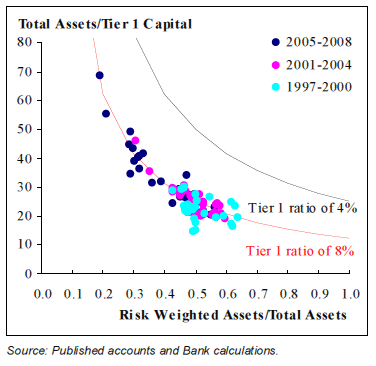 Total Assets/Tier 1 Capital
80
70
60
50
40
30
20
10
0
2005-2008
2001-2004
1997-2000
Tier 1 ratio of 4%
Tier 1 ratio of 8%
0.0 0.1 0.2 0.3 0.4 0.5 0.6 0.7 0.8 0.9 1.0
Risk Weighted Assets/Total Assets
Source: Published accounts and Bank calculations.